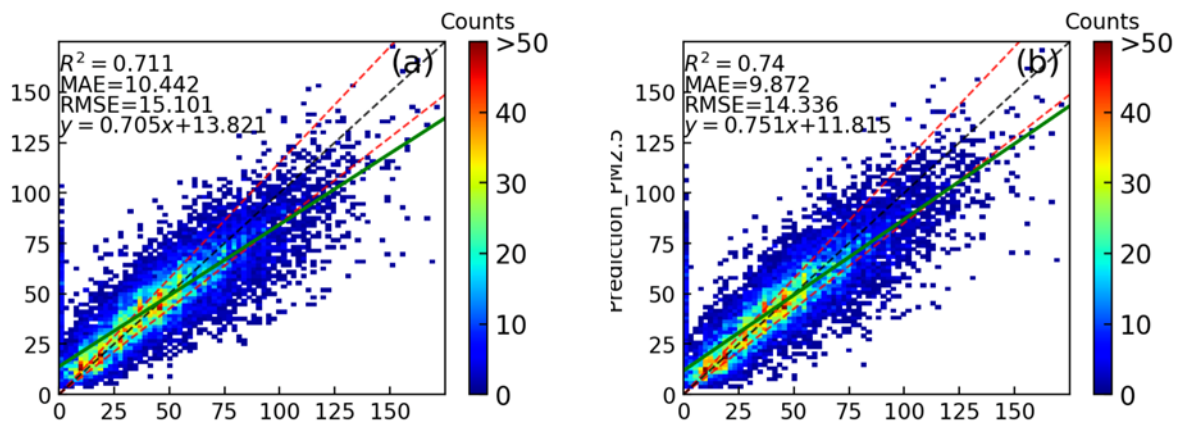 Counts
>50
40
30
20
10
0
(a)
R² = 0.711
MAE=10.442
RMSE=15.101
y = 0.705x+13.821
150
125
100
75
50
25
0
0 25 50 75 100 125 150
Counts
>50
40
30
20
10
0
(b)
R² = 0.74
MAE=9.872
RMSE=14.336
y = 0.751x+11.815
Prediction_PM2.5
150
125
100
75
50
25
0
0 25 50 75 100 125 150